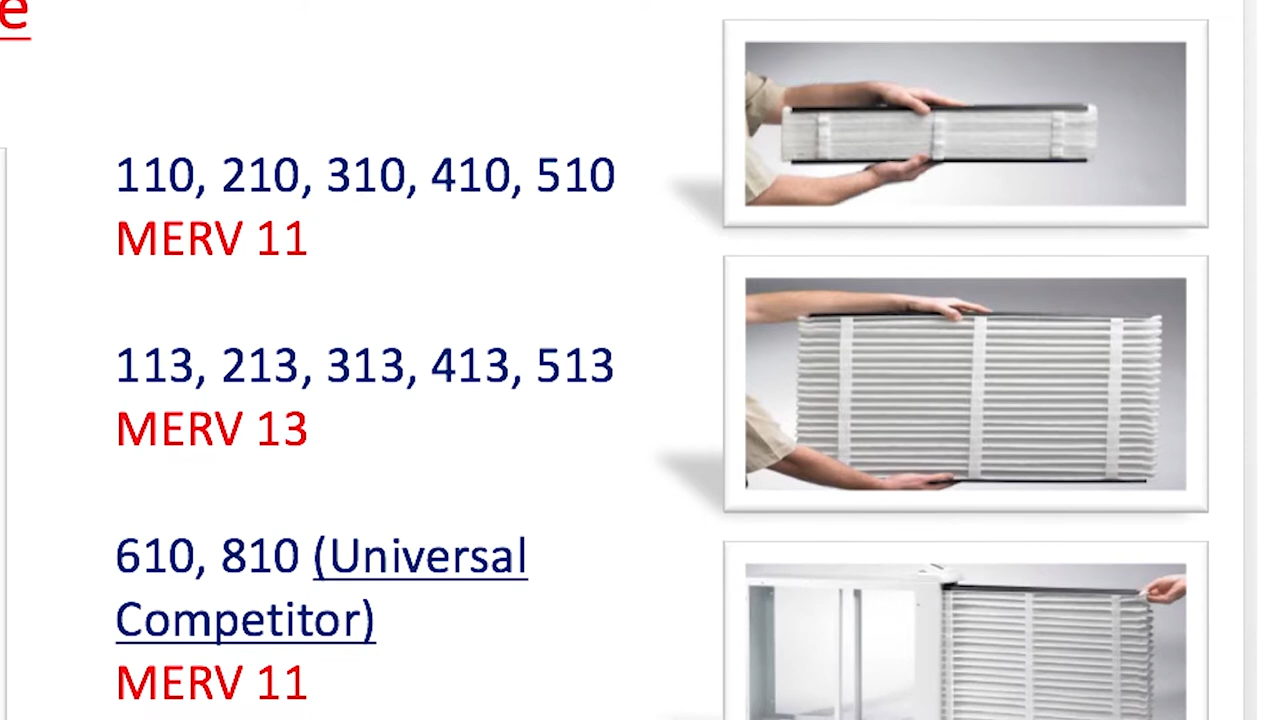 e
110, 210, 310, 410, 510
MERV 11
113, 213, 313, 413, 513
MERV 13
610, 810 (Universal
Competitor)
MERV 11